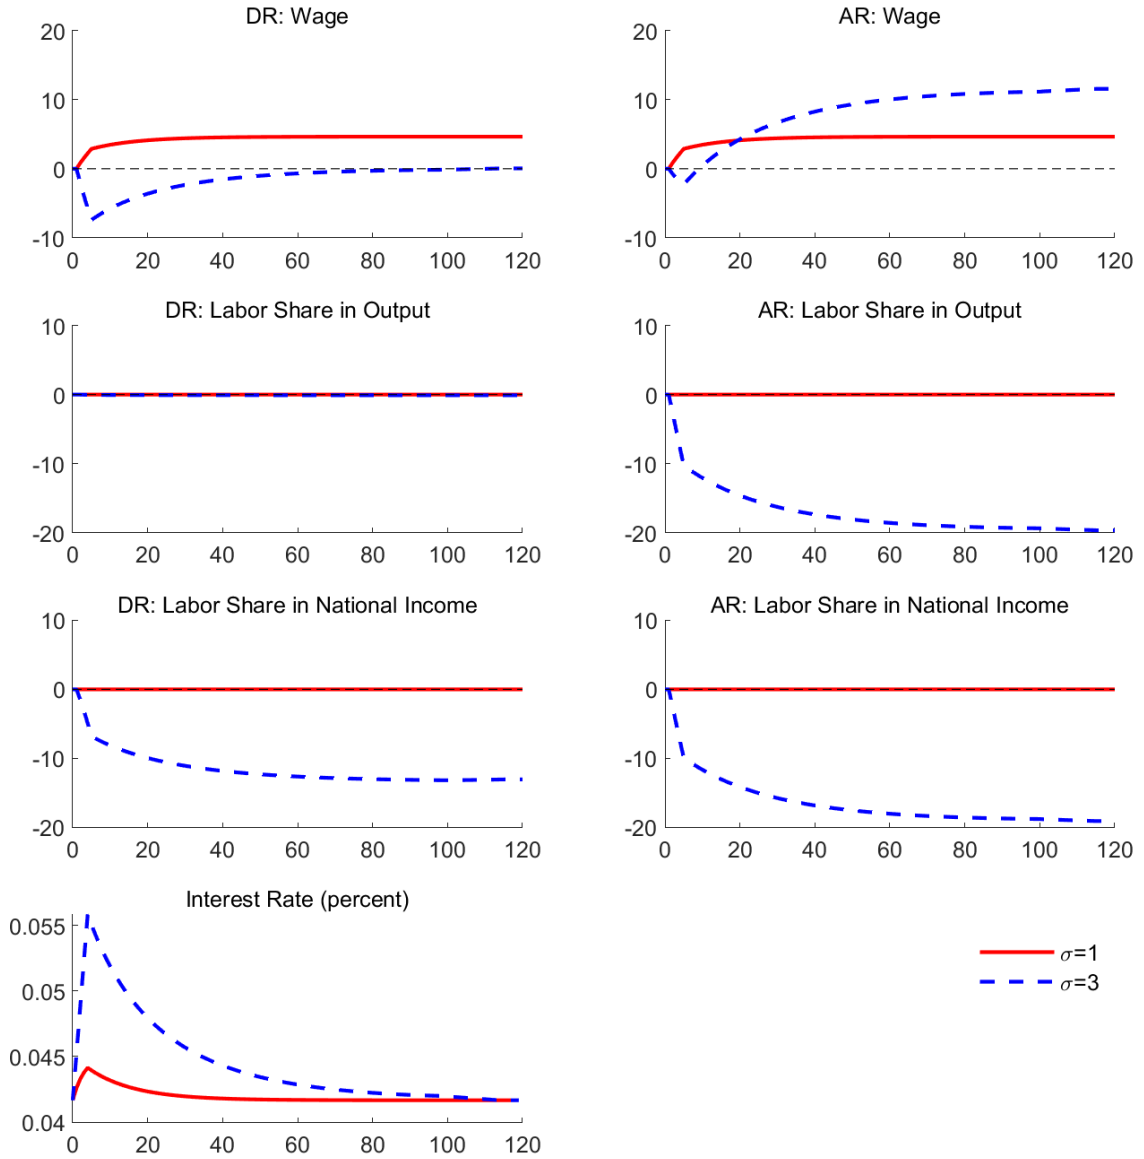 DR: Wage
20
10
0
-10
0 20 40 60 80 100 120
AR: Wage
20
10
0
-10
0 20 40 60 80 100 120
DR: Labor Share in Output
10
0
-10
-20
0 20 40 60 80 100 120
AR: Labor Share in Output
10
0
-10
-20
0 20 40 60 80 100 120
DR: Labor Share in National Income
10
0
-10
-20
0 20 40 60 80 100 120
AR: Labor Share in National Income
10
0
-10
-20
0 20 40 60 80 100 120
Interest Rate (percent)
0.055
0.05
0.045
0.04
0 20 40 60 80 100 120
σ=1
σ=3